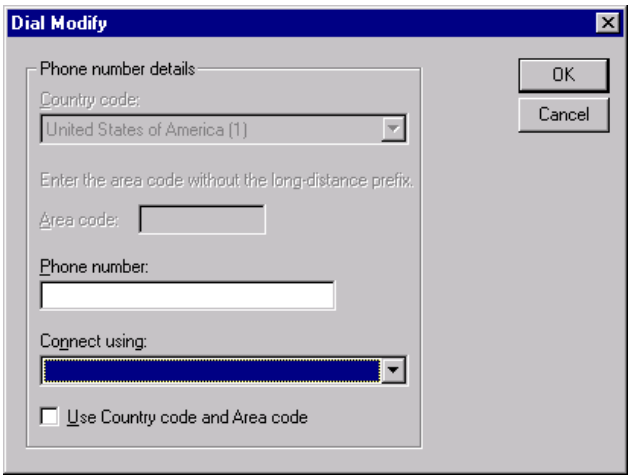 Dial Modify
Phone number details
OK
Country code:
Cancel
United States of America (1)
Enter the area code without the long-distance prefix.
Area code:
Phone number:
Connect using:
Use Country code and Area code